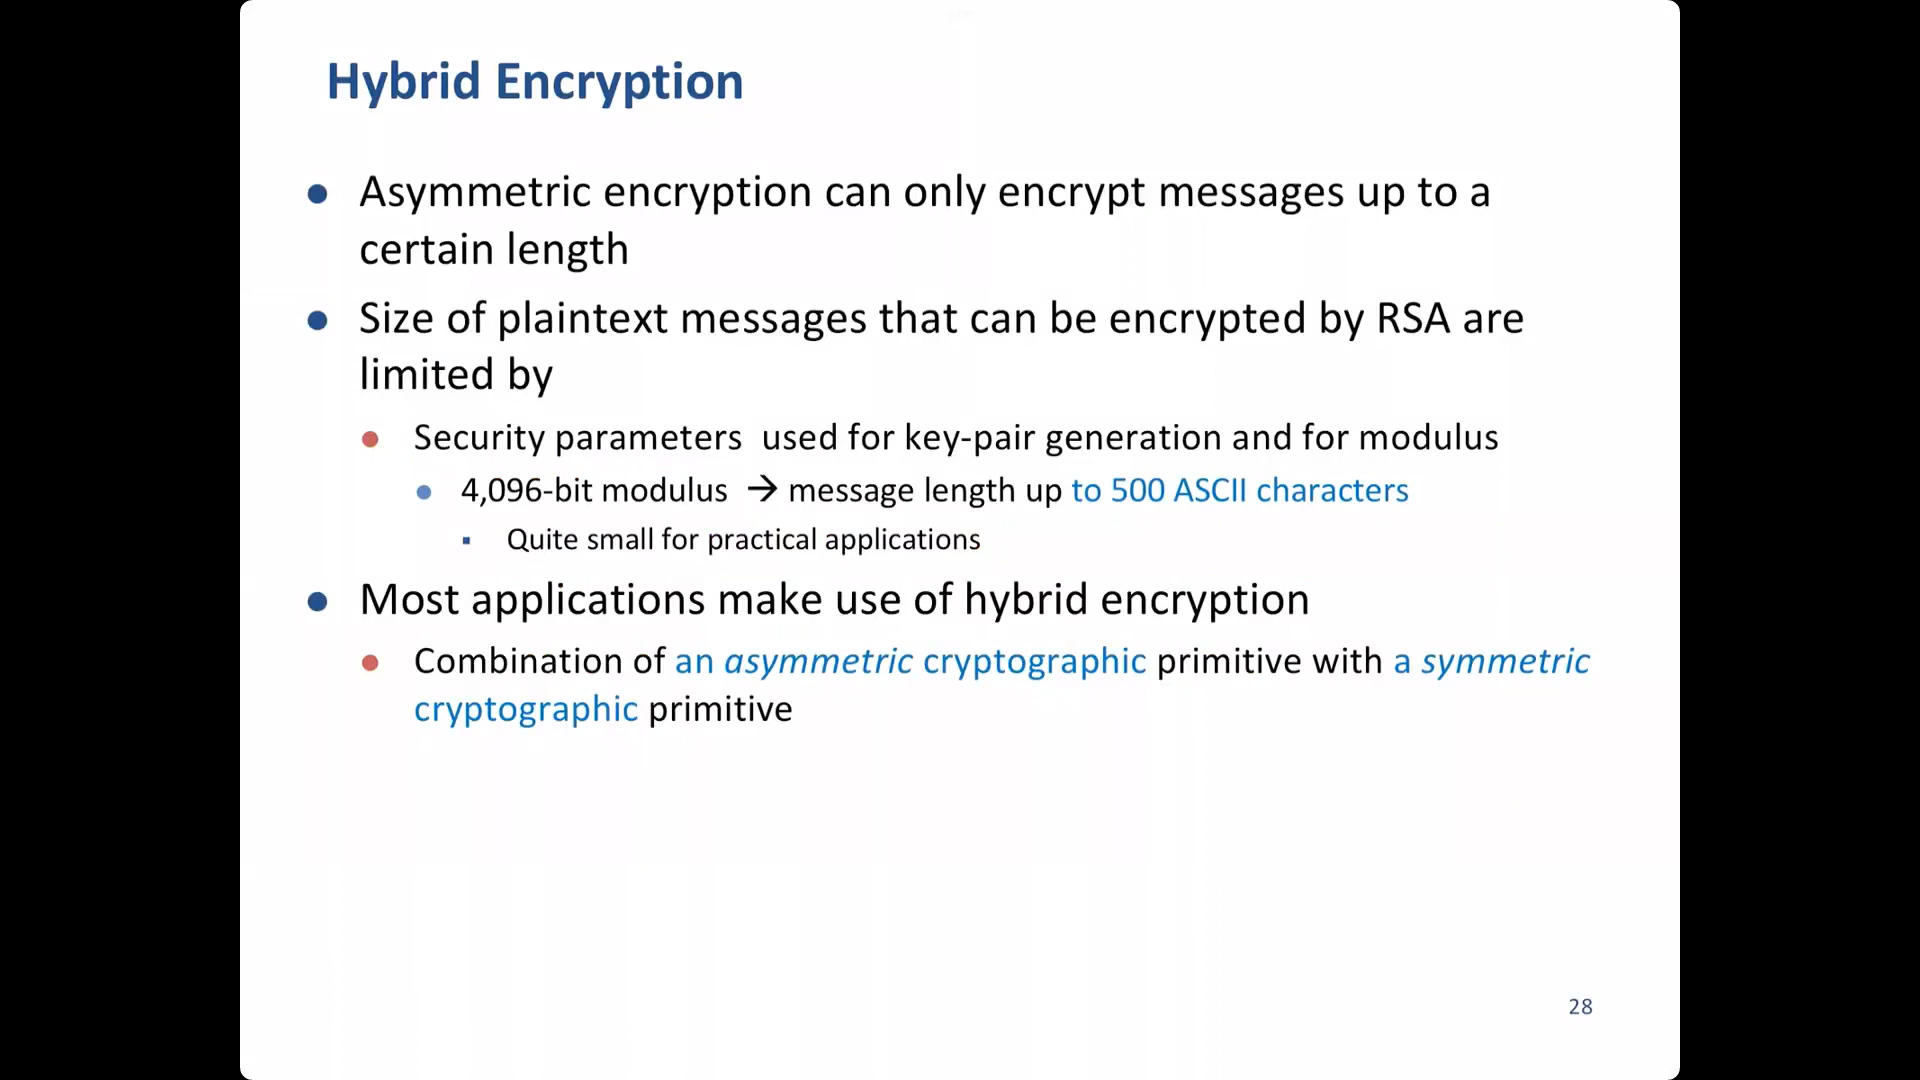 Hybrid Encryption
● Asymmetric encryption can only encrypt messages up to a
certain length
● Size of plaintext messages that can be encrypted by RSA are
limited by
● Security parameters  used for key-pair generation and for modulus
● 4,096-bit modulus → message length up to 500 ASCII characters
▪ Quite small for practical applications
● Most applications make use of hybrid encryption
● Combination of an asymmetric cryptographic primitive with a symmetric
cryptographic primitive
28